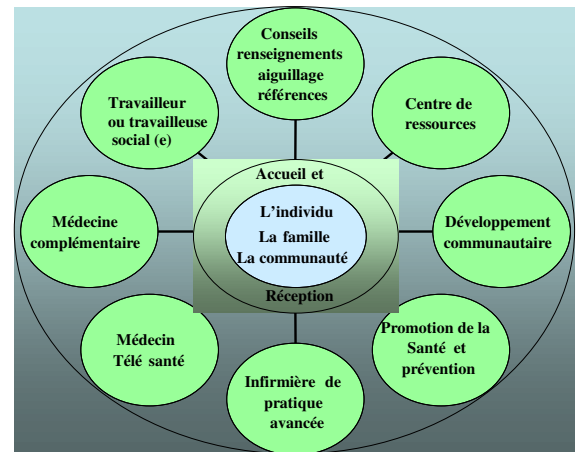 Conseils
renseignements
aiguillage
références
Travailleur
ou travailleuse
social (e)
Centre de
ressources
Accueil et
L'individu
La famille
La communauté
Réception
Médecine
complémentaire
Développement
communautaire
Médecin
Télé santé
Promotion de la
Santé et
prévention
Infirmière de
pratique
avancée